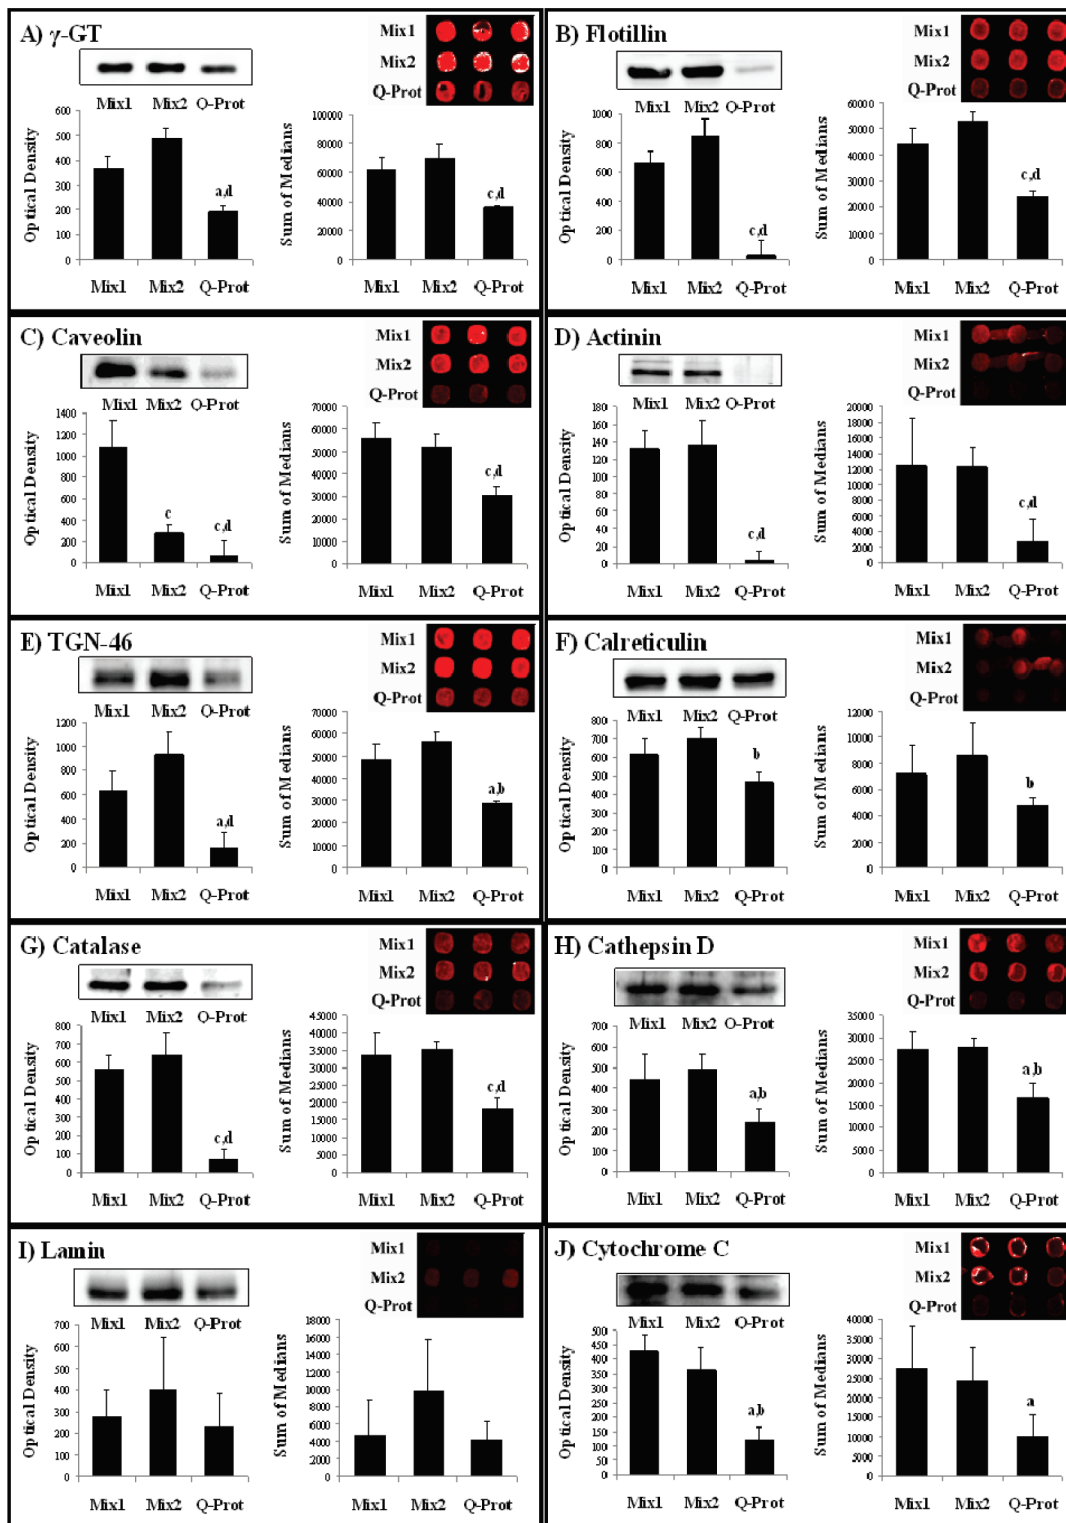 A) γ-GT
Mix1
Mix2
Q-Prot
Mix1 Mix2 Q-Prot
Optical Density
600
500
400
300
200
100
0
a,d
Mix1 Mix2 Q-Prot
Sum of Medians
100000
80000
60000
40000
20000
0
c,d
Mix1 Mix2 Q-Prot
B) Flotillin
Mix1
Mix2
Q-Prot
Mix1 Mix2 Q-Prot
Optical Density
1000
800
600
400
200
0
c,d
Mix1 Mix2 Q-Prot
Sum of Medians
60000
50000
40000
30000
20000
10000
0
c,d
Mix1 Mix2 Q-Prot
C) Caveolin
Mix1
Mix2
Q-Prot
Mix1 Mix2 Q-Prot
Optical Density
1400
1200
1000
800
600
400
200
0
c
c,d
Mix1 Mix2 Q-Prot
Sum of Medians
70000
60000
50000
40000
30000
20000
10000
0
c,d
Mix1 Mix2 Q-Prot
D) Actinin
Mix1
Mix2
Q-Prot
Mix1 Mix2 Q-Prot
Optical Density
180
160
140
120
100
80
60
40
20
0
c,d
Mix1 Mix2 Q-Prot
Sum of Medians
20000
18000
16000
14000
12000
10000
8000
6000
4000
2000
0
c,d
Mix1 Mix2 Q-Prot
E) TGN-46
Mix1
Mix2
Q-Prot
Mix1 Mix2 Q-Prot
Optical Density
1200
1000
800
600
400
200
0
a,d
Mix1 Mix2 Q-Prot
Sum of Medians
70000
60000
50000
40000
30000
20000
10000
0
a,b
Mix1 Mix2 Q-Prot
F) Calreticulin
Mix1
Mix2
Q-Prot
Mix1 Mix2 Q-Prot
Optical Density
800
700
600
500
400
300
200
100
0
b
Mix1 Mix2 Q-Prot
Sum of Medians
12000
10000
8000
6000
4000
2000
0
b
Mix1 Mix2 Q-Prot
G) Catalase
Mix1
Mix2
Q-Prot
Mix1 Mix2 Q-Prot
Optical Density
800
700
600
500
400
300
200
100
0
c,d
Mix1 Mix2 Q-Prot
Sum of Medians
45000
40000
35000
30000
25000
20000
15000
10000
5000
0
c,d
Mix1 Mix2 Q-Prot
H) Cathepsin D
Mix1
Mix2
Q-Prot
Mix1 Mix2 Q-Prot
Optical Density
700
600
500
400
300
200
100
0
a,b
Mix1 Mix2 Q-Prot
Sum of Medians
35000
30000
25000
20000
15000
10000
5000
0
a,b
Mix1 Mix2 Q-Prot
I) Lamin
Mix1
Mix2
Q-Prot
Mix1 Mix2 Q-Prot
Optical Density
700
600
500
400
300
200
100
0
Mix1 Mix2 Q-Prot
Sum of Medians
18000
16000
14000
12000
10000
8000
6000
4000
2000
0
Mix1 Mix2 Q-Prot
J) Cytochrome C
Mix1
Mix2
Q-Prot
Mix1 Mix2 Q-Prot
Optical Density
500
450
400
350
300
250
200
150
100
50
0
a,b
Mix1 Mix2 Q-Prot
Sum of Medians
40000
35000
30000
25000
20000
15000
10000
5000
0
a
Mix1 Mix2 Q-Prot